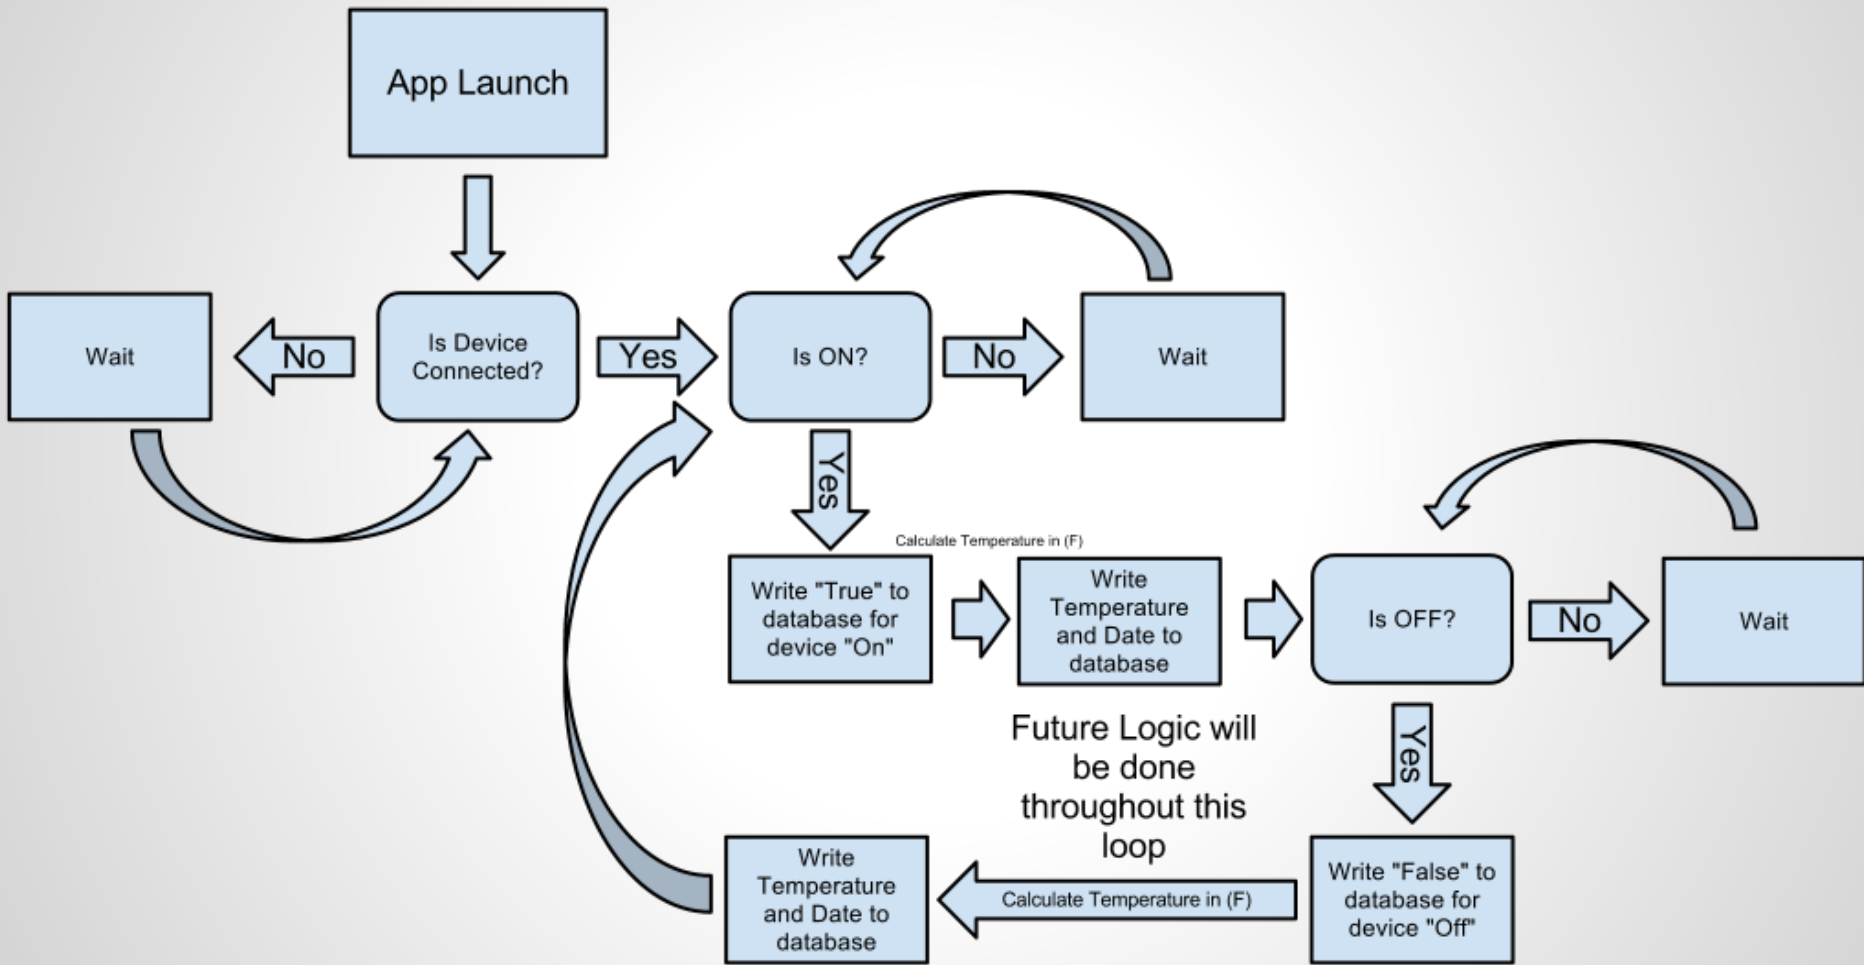 App Launch
Wait
No
Is Device
Connected?
Yes
Is ON?
No
Wait
Yes
Calculate Temperature in (F)
Write "True" to
database for
device "On"
Write
Temperature
and Date to
database
Is OFF?
No
Wait
Future Logic will
be done
throughout this
loop
Yes
Write
Temperature
and Date to
database
Calculate Temperature in (F)
Write "False" to
database for
device "Off"